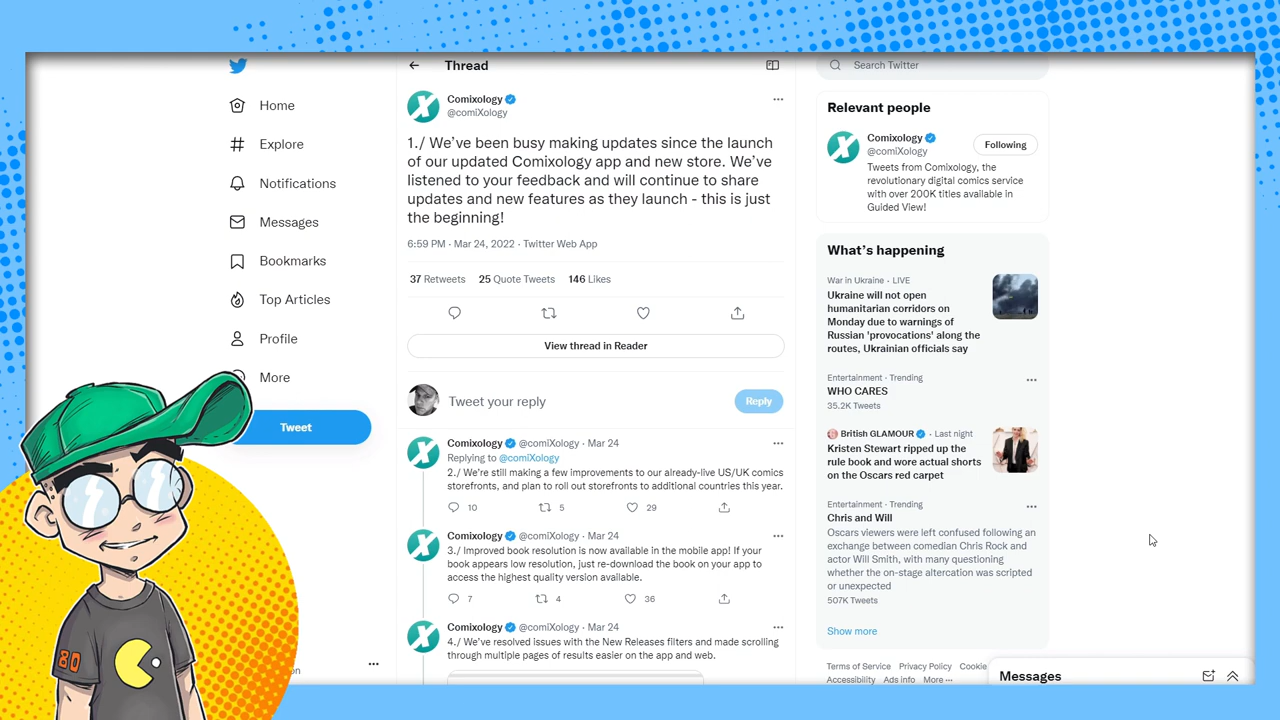 Home
Explore
Notifications
Messages
Bookmarks
Top Articles
Profile
More
Tweet
80
Thread
Comixology
@comiXology
1./ We've been busy making updates since the launch
of our updated Comixology app and new store. We've
listened to your feedback and will continue to share
updates and new features as they launch - this is just
the beginning!
6:59 PM · Mar 24, 2022 · Twitter Web App
37 Retweets 25 Quote Tweets 146 Likes
View thread in Reader
Tweet your reply
Reply
Comixology @comiXology · Mar 24
Replying to @comiXology
2./ We're still making a few improvements to our already-live US/UK comics
storefronts, and plan to roll out storefronts to additional countries this year.
10 5 29
Comixology @comiXology · Mar 24
3./ Improved book resolution is now available in the mobile app! If your
book appears low resolution, just re-download the book on your app to
access the highest quality version available.
7 4 36
Comixology @comiXology · Mar 24
4./ We've resolved issues with the New Releases filters and made scrolling
through multiple pages of results easier on the app and web.
Search Twitter
Relevant people
Comixology
@comiXology
Following
Tweets from Comixology, the
revolutionary digital comics service
with over 200K titles available in
Guided View!
What's happening
War in Ukraine · LIVE
Ukraine will not open
humanitarian corridors on
Monday due to warnings of
Russian 'provocations' along the
routes, Ukrainian officials say
Entertainment · Trending
WHO CARES
35.2K Tweets
British GLAMOUR · Last night
Kristen Stewart ripped up the
rule book and wore actual shorts
on the Oscars red carpet
Entertainment · Trending
Chris and Will
Oscars viewers were left confused following an
exchange between comedian Chris Rock and
actor Will Smith, with many questioning
whether the on-stage altercation was scripted
or unexpected
507K Tweets
Show more
Terms of Service Privacy Policy Cookie
Accessibility Ads info More ···
Messages